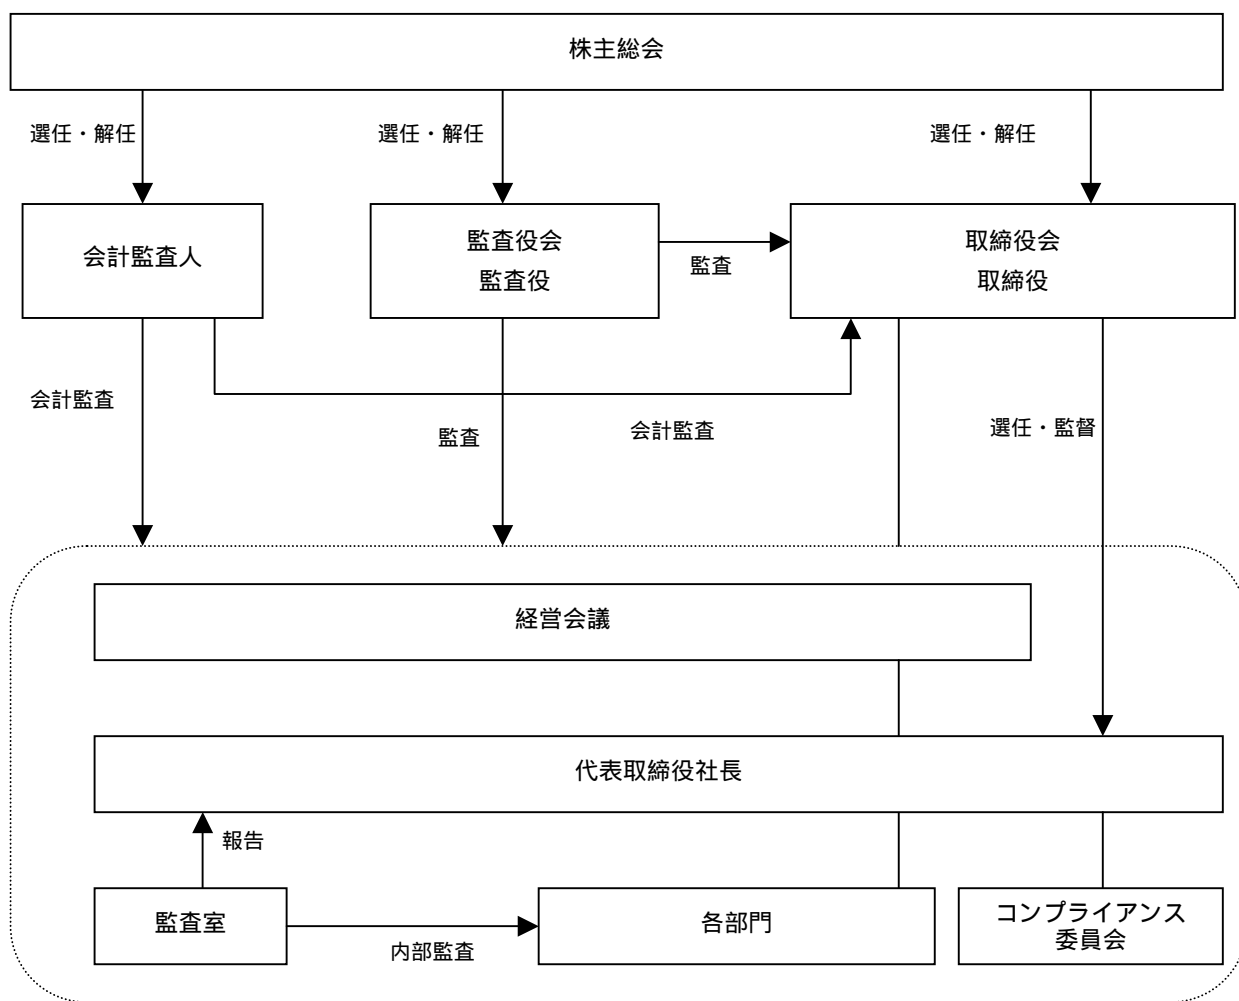 株主総会
選任・解任
選任・解任
選任・解任
会計監査人
監査役会
監査役
監査
取締役会
取締役
会計監査
監査
会計監査
選任・監督
経営会議
代表取締役社長
報告
監査室
内部監査
各部門
コンプライアンス
委員会